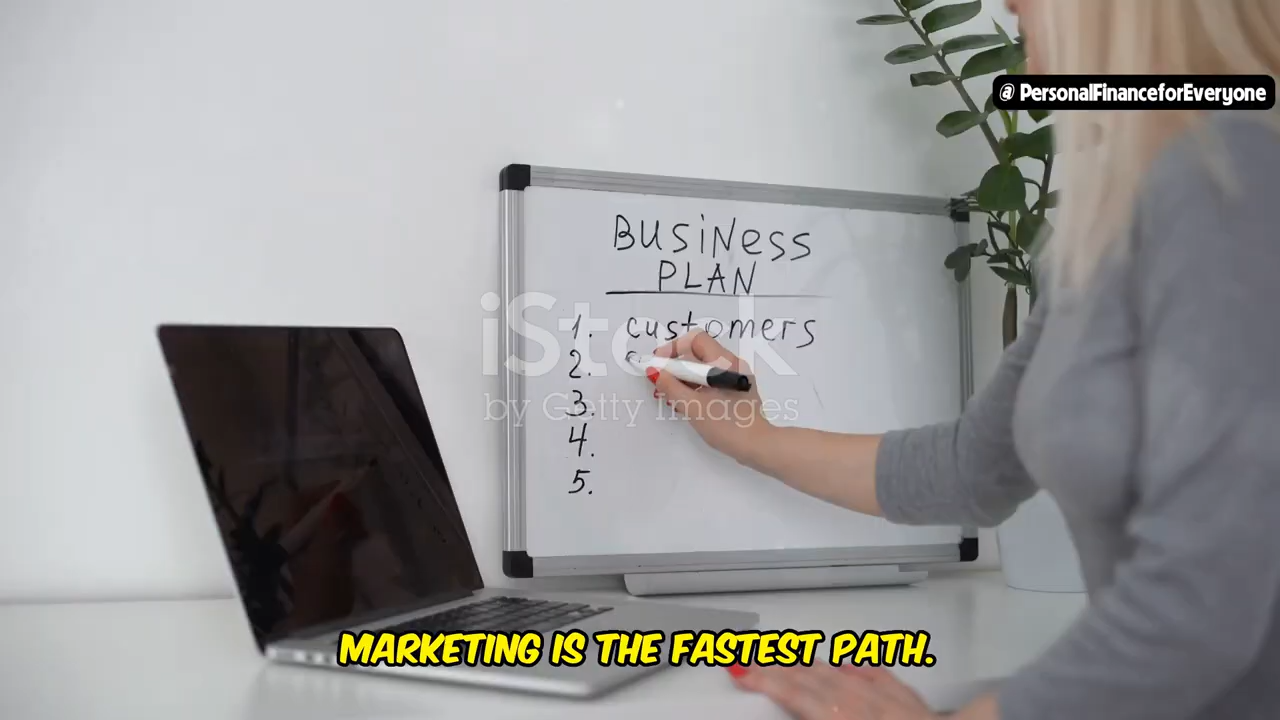 @ PersonalFinanceforEveryone
BUSiNESS
PLAN
1. customers
2.
3.
4.
5.
iStock
by Getty Images
MARKETING IS THE FASTEST PATH.